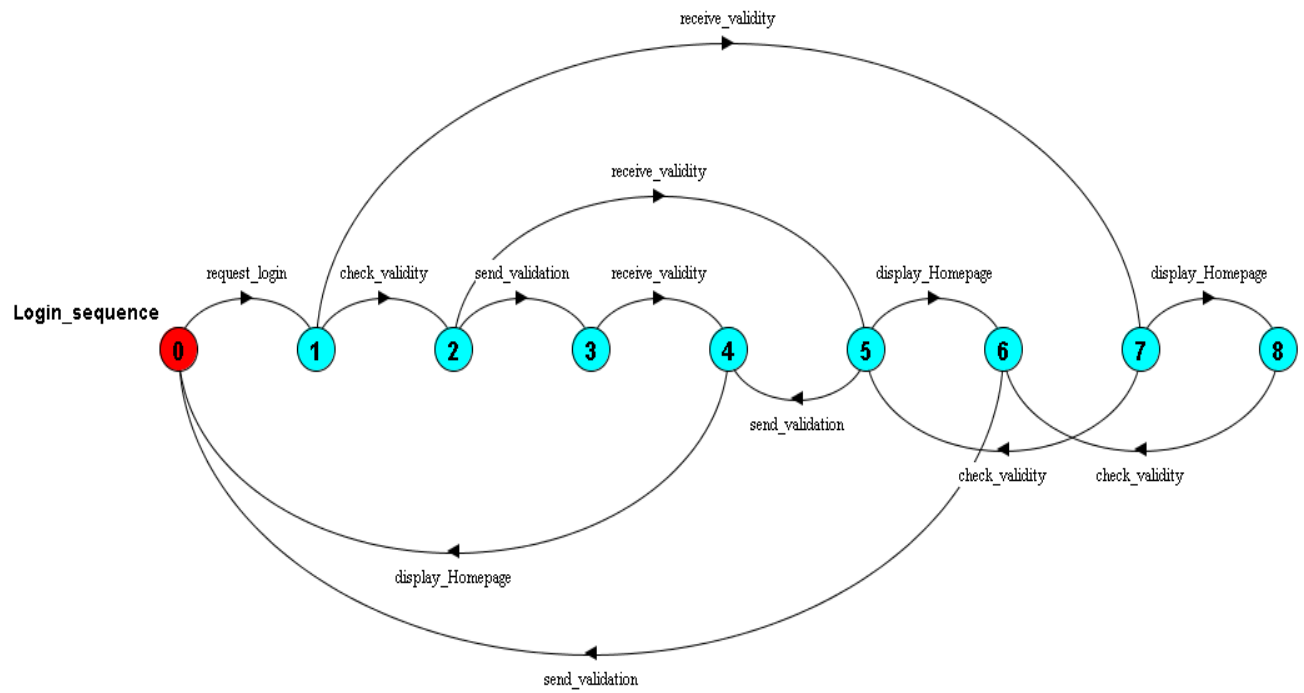 receive_validity
receive_validity
request_login
check_validity
send_validation
receive_validity
display_Homepage
display_Homepage
Login_sequence
0
1
2
3
4
5
6
7
8
send_validation
check_validity
check_validity
display_Homepage
send_validation